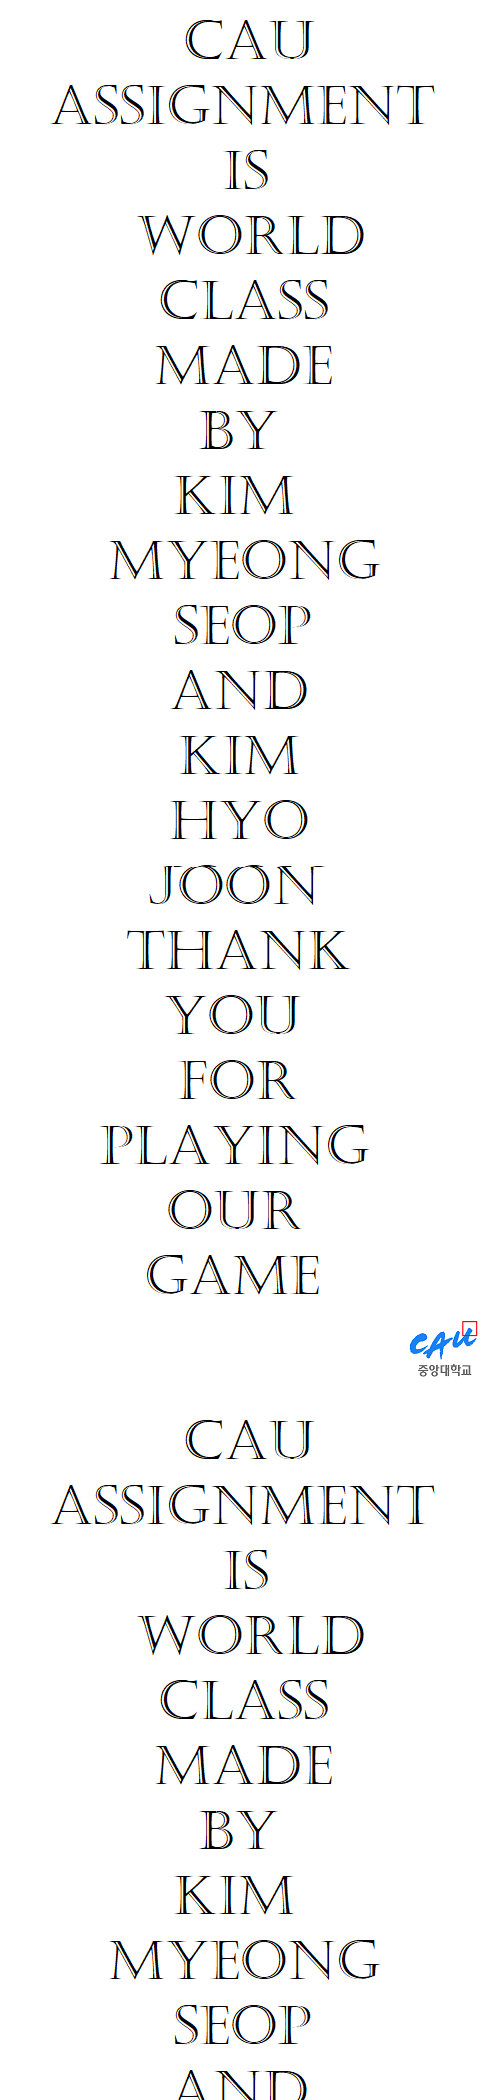 CAU
ASSIGNMENT
IS
WORLD
CLASS
MADE
BY
KIM
MYEONG
SEOP
AND
KIM
HYO
JOON
THANK
YOU
FOR
PLAYING
OUR
GAME
CAU
중앙대학교
CAU
ASSIGNMENT
IS
WORLD
CLASS
MADE
BY
KIM
MYEONG
SEOP
AND